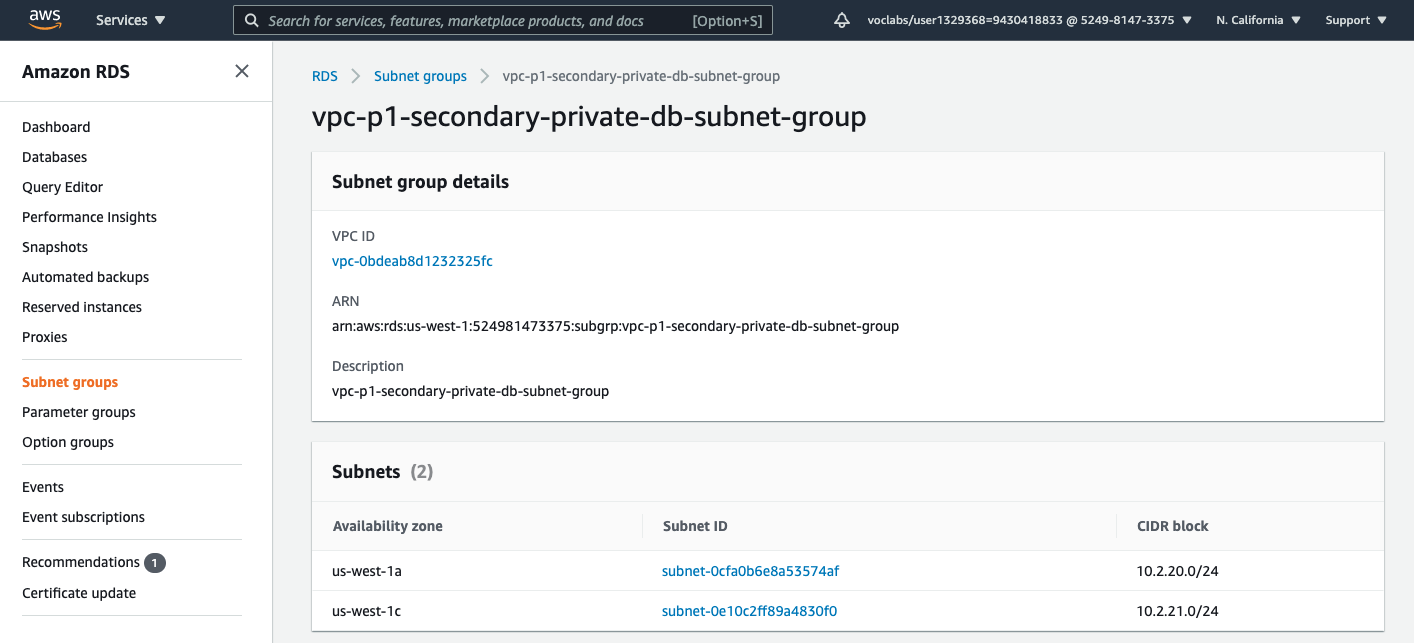 aws Services ▼ Search for services, features, marketplace products, and docs [Option+S] voclabs/user1329368=9430418833 @ 5249-8147-3375 ▼ N. California ▼ Support ▼
Amazon RDS
Dashboard
Databases
Query Editor
Performance Insights
Snapshots
Automated backups
Reserved instances
Proxies
Subnet groups
Parameter groups
Option groups
Events
Event subscriptions
Recommendations 1
Certificate update
RDS > Subnet groups > vpc-p1-secondary-private-db-subnet-group
vpc-p1-secondary-private-db-subnet-group
Subnet group details
VPC ID
vpc-0bdeab8d1232325fc
ARN
arn:aws:rds:us-west-1:524981473375:subgrp:vpc-p1-secondary-private-db-subnet-group
Description
vpc-p1-secondary-private-db-subnet-group
Subnets (2)
Availability zone Subnet ID CIDR block
us-west-1a subnet-0cfa0b6e8a53574af 10.2.20.0/24
us-west-1c subnet-0e10c2ff89a4830f0 10.2.21.0/24